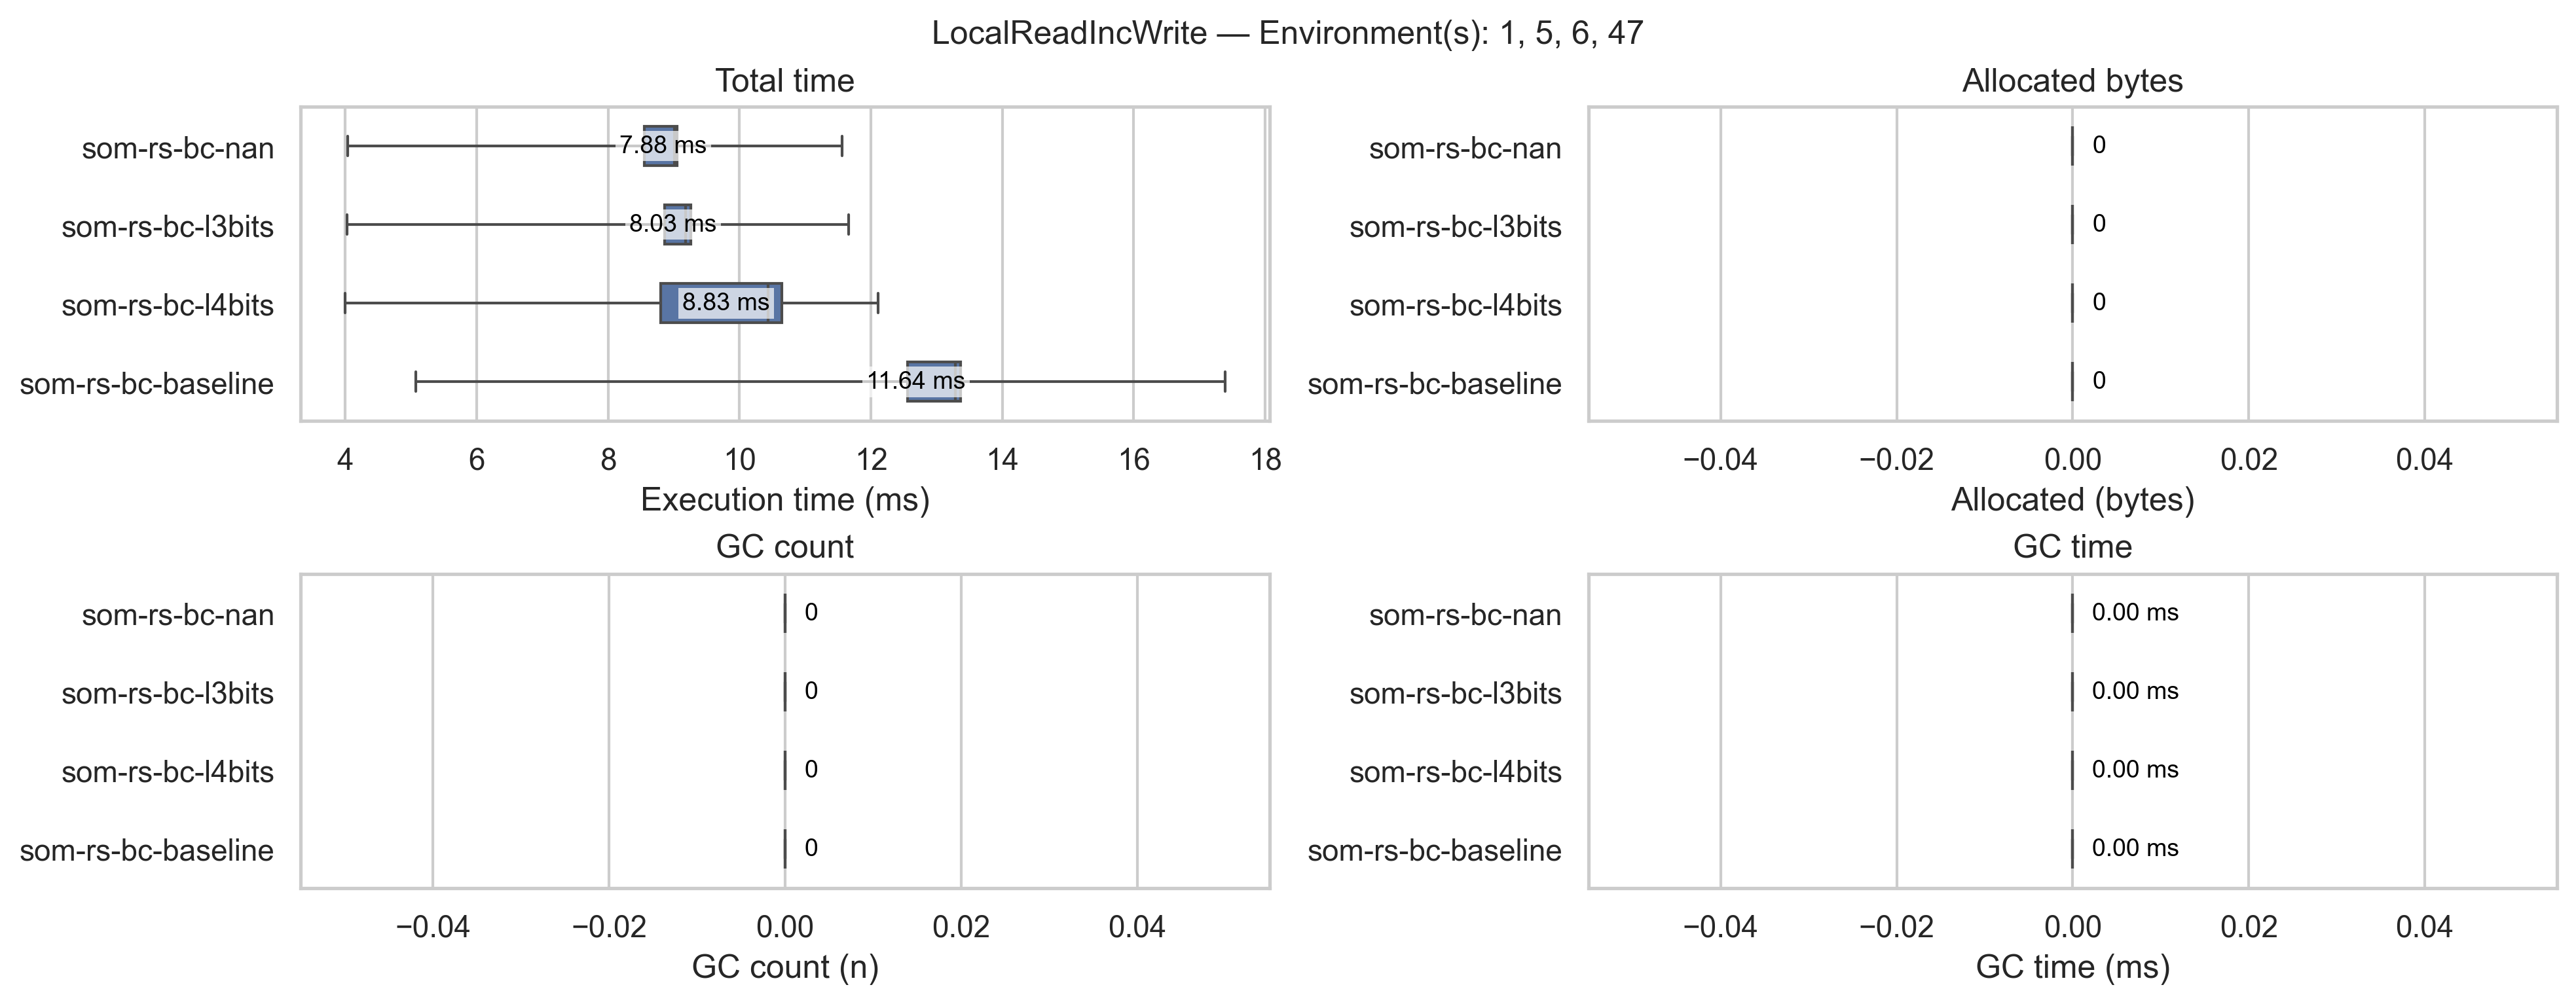 LocalReadIncWrite — Environment(s): 1, 5, 6, 47
Total time
som-rs-bc-nan
7.88 ms
som-rs-bc-l3bits
8.03 ms
som-rs-bc-l4bits
8.83 ms
som-rs-bc-baseline
11.64 ms
4 6 8 10 12 14 16 18
Execution time (ms)
Allocated bytes
som-rs-bc-nan
0
som-rs-bc-l3bits
0
som-rs-bc-l4bits
0
som-rs-bc-baseline
0
−0.04 −0.02 0.00 0.02 0.04
Allocated (bytes)
GC count
som-rs-bc-nan
0
som-rs-bc-l3bits
0
som-rs-bc-l4bits
0
som-rs-bc-baseline
0
−0.04 −0.02 0.00 0.02 0.04
GC count (n)
GC time
som-rs-bc-nan
0.00 ms
som-rs-bc-l3bits
0.00 ms
som-rs-bc-l4bits
0.00 ms
som-rs-bc-baseline
0.00 ms
−0.04 −0.02 0.00 0.02 0.04
GC time (ms)